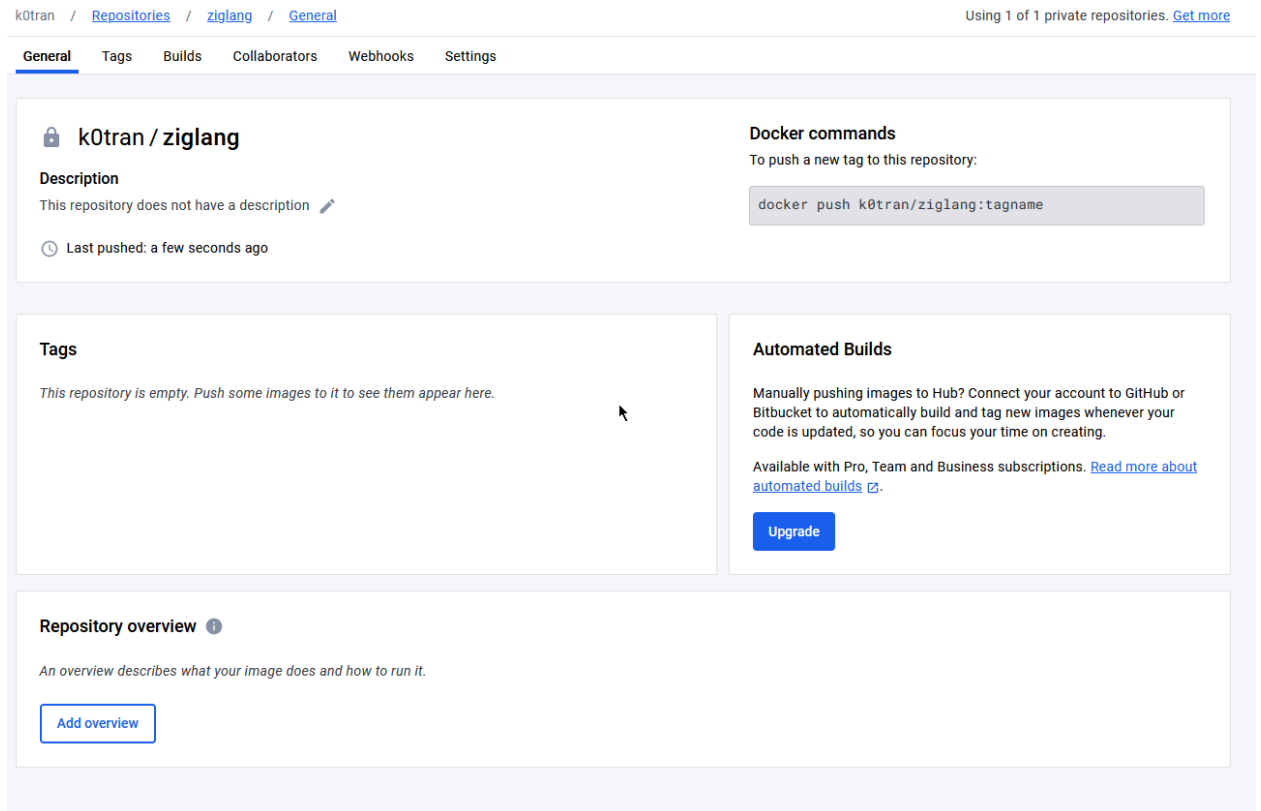 k0tran / Repositories / ziglang / General
Using 1 of 1 private repositories. Get more
General Tags Builds Collaborators Webhooks Settings
k0tran / ziglang
Description
This repository does not have a description
Last pushed: a few seconds ago
Docker commands
To push a new tag to this repository:
docker push k0tran/ziglang:tagname
Tags
This repository is empty. Push some images to it to see them appear here.
Automated Builds
Manually pushing images to Hub? Connect your account to GitHub or
Bitbucket to automatically build and tag new images whenever your
code is updated, so you can focus your time on creating.
Available with Pro, Team and Business subscriptions. Read more about
automated builds .
Upgrade
Repository overview
An overview describes what your image does and how to run it.
Add overview